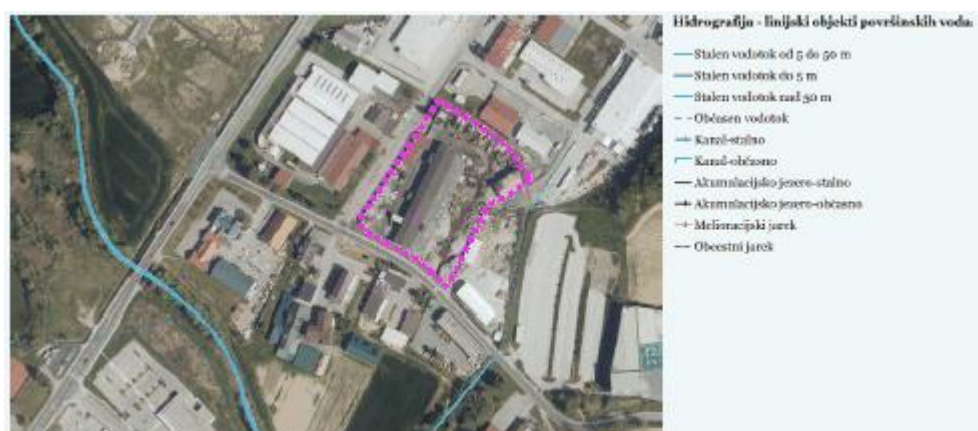 Hidrografija - linijski objekti površinskih voda:
Stalen vodotok od 5 do 50 m
Stalen vodotok do 5 m
Stalen vodotok nad 50 m
Občasen vodotok
Kanal-stalno
Kanal-občasno
Akumulacijsko jezero-stalno
Akumulacijsko jezero-občasno
Melioracijski jarek
Obcestni jarek